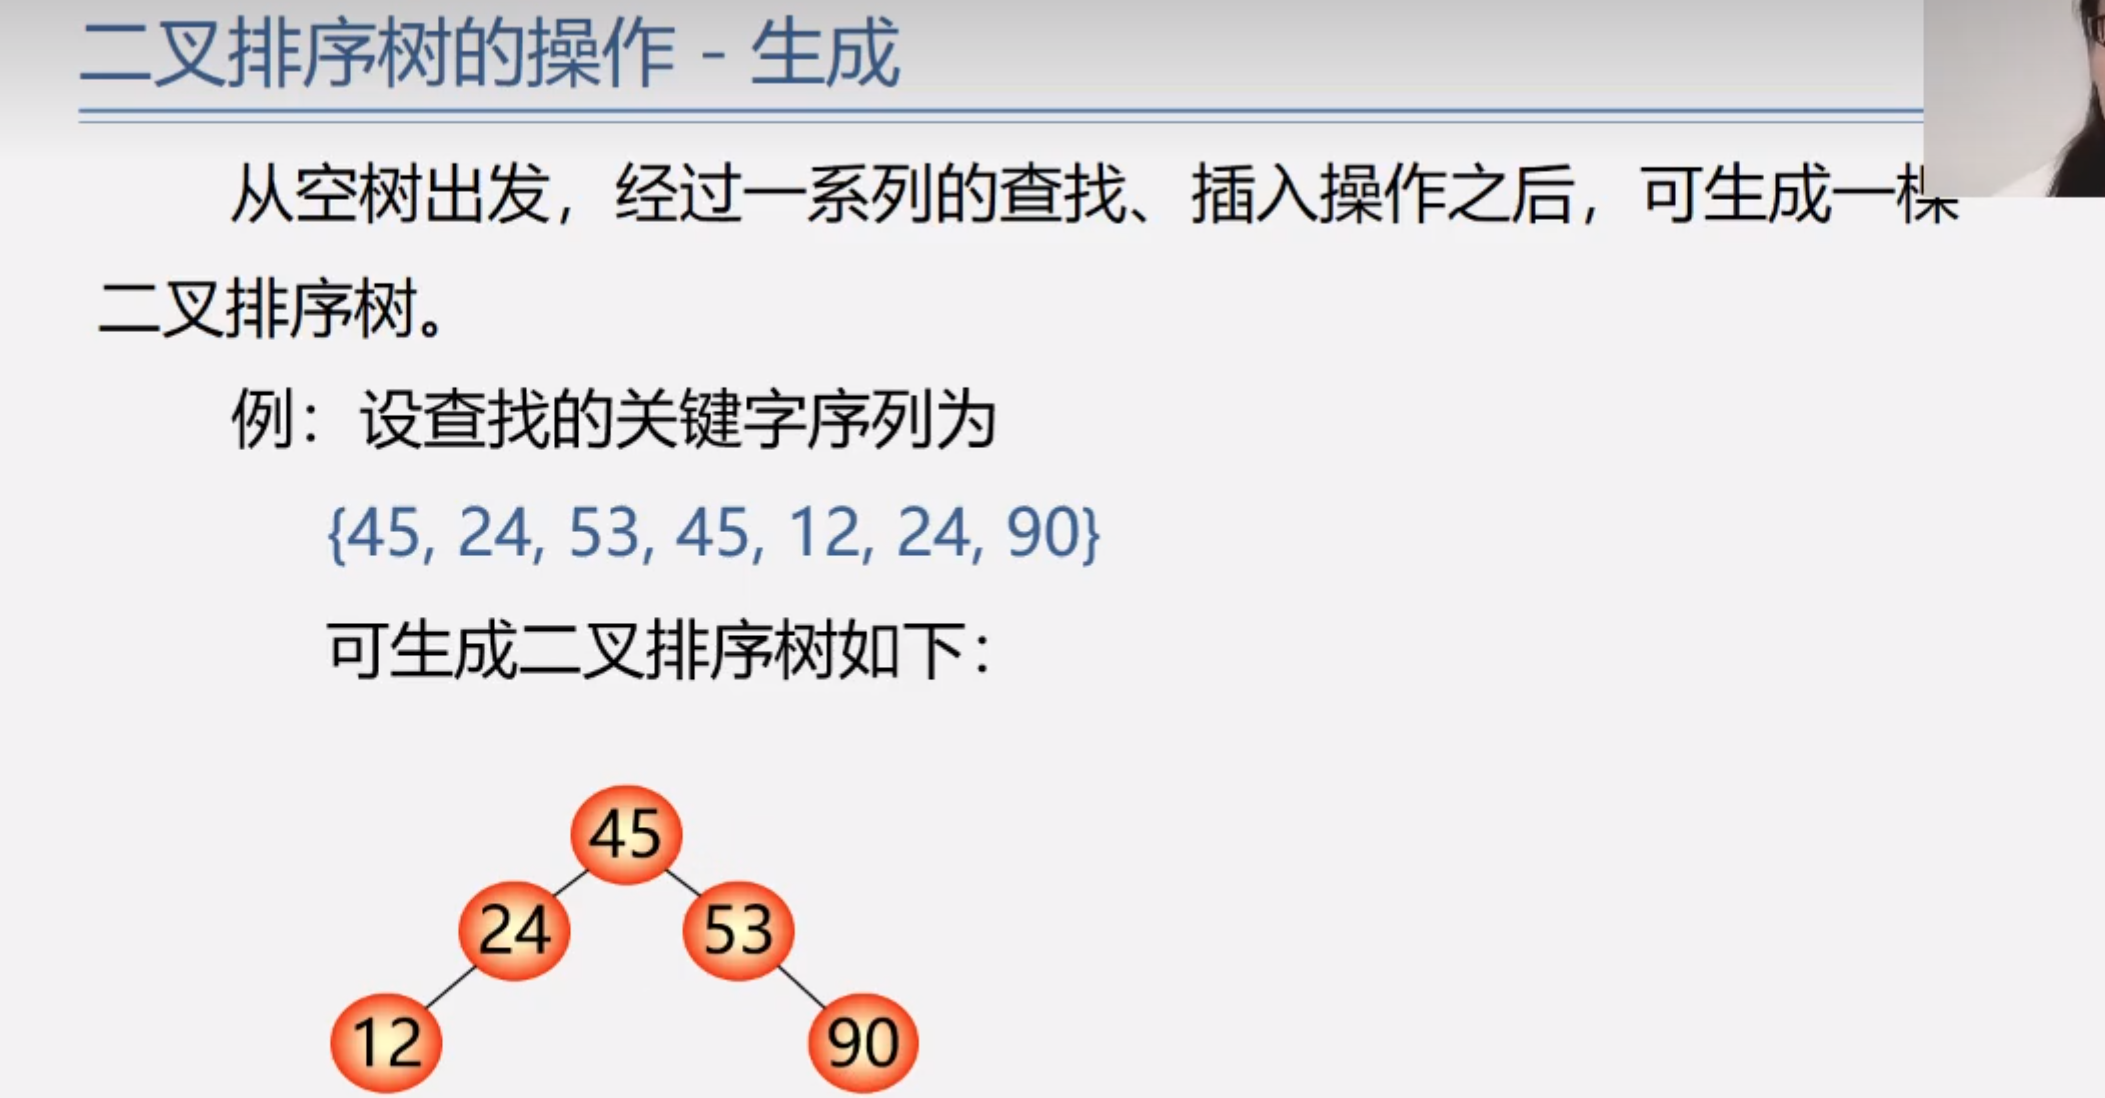 二叉排序树的操作 - 生成
从空树出发，经过一系列的查找、插入操作之后，可生成一棵
二叉排序树。
例：设查找的关键字序列为
{45, 24, 53, 45, 12, 24, 90}
可生成二叉排序树如下：
45
24 53
12 90